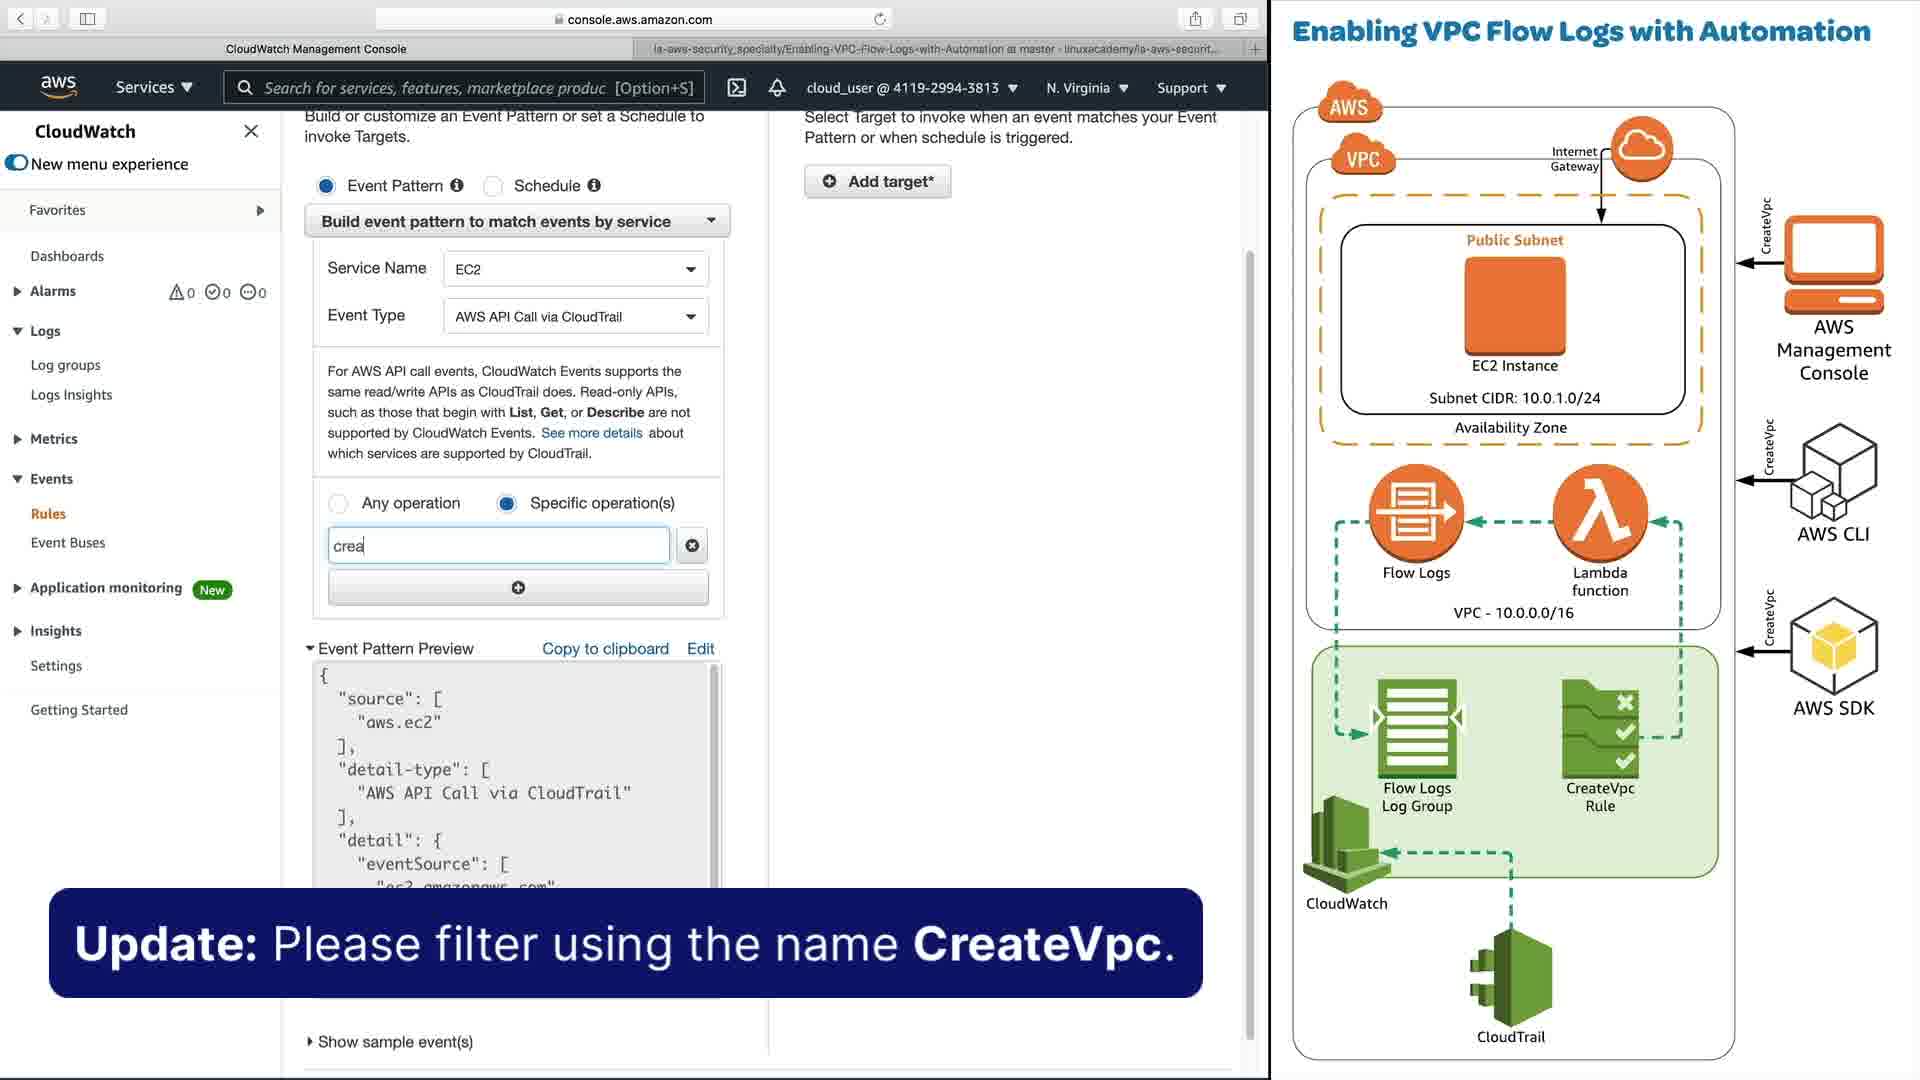 console.aws.amazon.com
CloudWatch Management Console
la-aws-security_specialty/Enabling-VPC-Flow-Logs-with-Automation at master · linuxacademy/la-aws-securit...
aws
Services
Search for services, features, marketplace produc
[Option+S]
cloud_user @ 4119-2994-3813
N. Virginia
Support
CloudWatch
New menu experience
Favorites
Dashboards
Alarms
0
0
0
Logs
Log groups
Logs Insights
Metrics
Events
Rules
Event Buses
Application monitoring
New
Insights
Settings
Getting Started
Build or customize an Event Pattern or set a Schedule to
invoke Targets.
Event Pattern
Schedule
Build event pattern to match events by service
Service Name
EC2
Event Type
AWS API Call via CloudTrail
For AWS API call events, CloudWatch Events supports the
same read/write APIs as CloudTrail does. Read-only APIs,
such as those that begin with List, Get, or Describe are not
supported by CloudWatch Events. See more details about
which services are supported by CloudTrail.
Any operation
Specific operation(s)
crea
Event Pattern Preview
Copy to clipboard
Edit
{
"source": [
"aws.ec2"
],
"detail-type": [
"AWS API Call via CloudTrail"
],
"detail": {
"eventSource": [
"ec2.amazonaws.com"
Show sample event(s)
Select Target to invoke when an event matches your Event
Pattern or when schedule is triggered.
Add target*
Update: Please filter using the name CreateVpc.
Enabling VPC Flow Logs with Automation
AWS
VPC
Internet
Gateway
Public Subnet
EC2 Instance
Subnet CIDR: 10.0.1.0/24
Availability Zone
Flow Logs
Lambda
function
VPC - 10.0.0.0/16
Flow Logs
Log Group
CreateVpc
Rule
CloudWatch
CloudTrail
CreateVpc
AWS
Management
Console
CreateVpc
AWS CLI
CreateVpc
AWS SDK